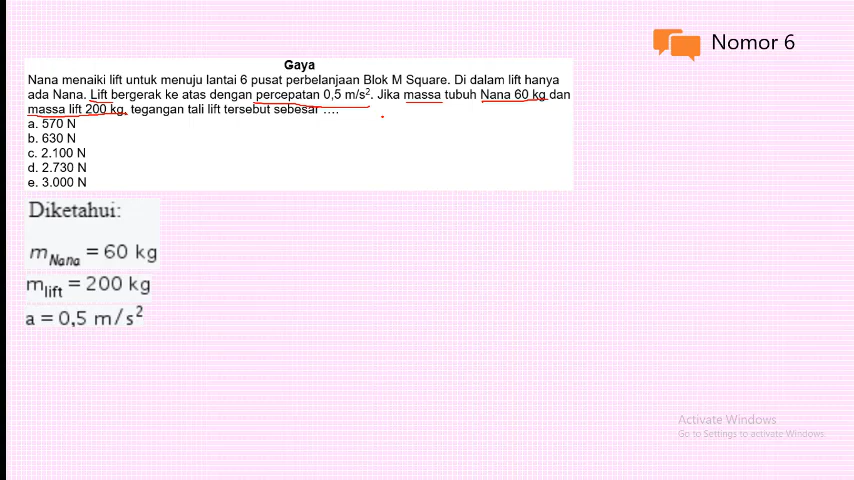 Nomor 6
Gaya
Nana menaiki lift untuk menuju lantai 6 pusat perbelanjaan Blok M Square. Di dalam lift hanya
ada Nana. Lift bergerak ke atas dengan percepatan 0,5 m/s². Jika massa tubuh Nana 60 kg dan
massa lift 200 kg, tegangan tali lift tersebut sebesar ....
a. 570 N
b. 630 N
c. 2.100 N
d. 2.730 N
e. 3.000 N
Diketahui:
m Nana = 60 kg
m lift = 200 kg
a = 0,5 m/s²
Activate Windows
Go to Settings to activate Windows.